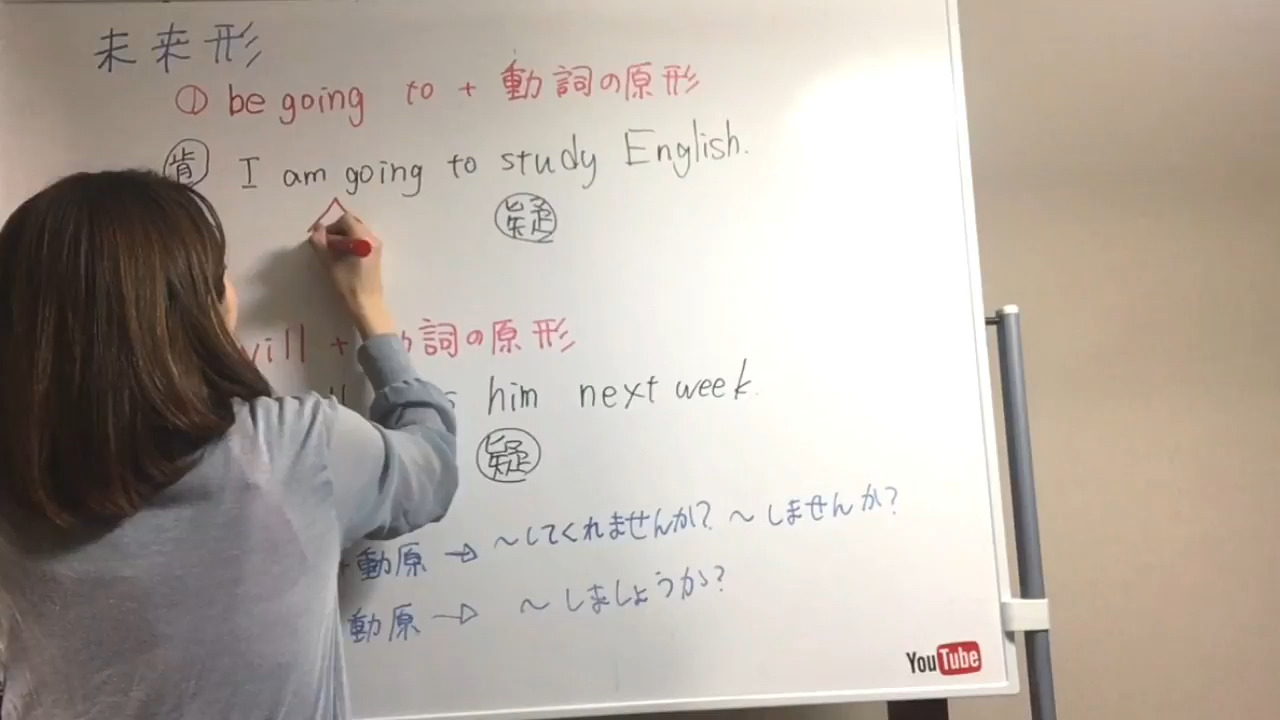 未来形
① be going to + 動詞の原形
肯 I am going to study English.
疑
will + 動詞の原形
him next week.
疑
+動原 → 〜してくれませんか? 〜しませんか?
動原 → 〜しましょうか?
YouTube